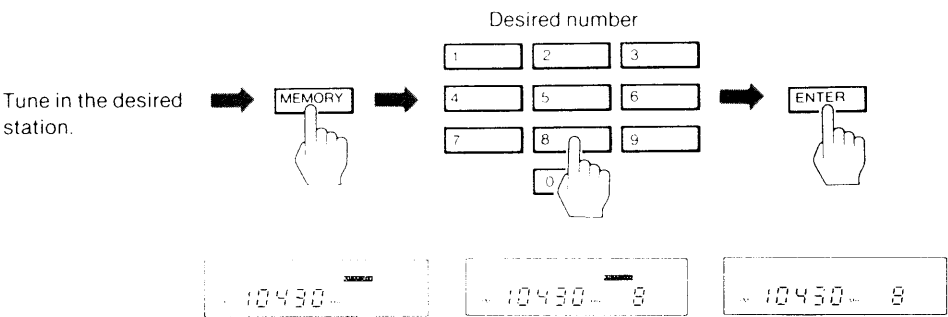 Desired number
1 2 3
Tune in the desired
station.
MEMORY
4 5 6
ENTER
7 8 9
0
10430
10430 8
10430 8